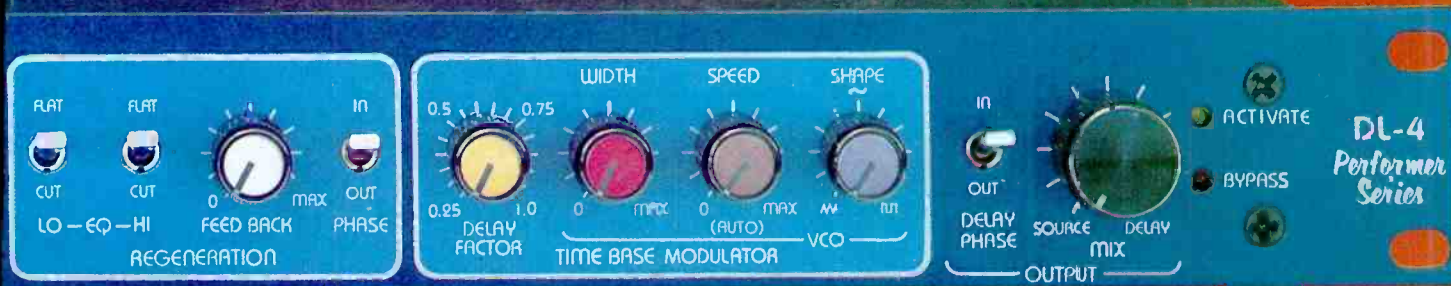 FLAT FLAT IN
CUT CUT 0 MAX OUT
LO — EQ — HI FEED BACK PHASE
REGENERATION
WIDTH SPEED SHAPE
0.5 0.75
0.25 1.0 0 MAX 0 MAX
DELAY FACTOR (AUTO) VCO
TIME BASE MODULATOR
IN
OUT
DELAY PHASE
SOURCE DELAY
MIX
OUTPUT
ACTIVATE
BYPASS
DL-4
Performer
Series